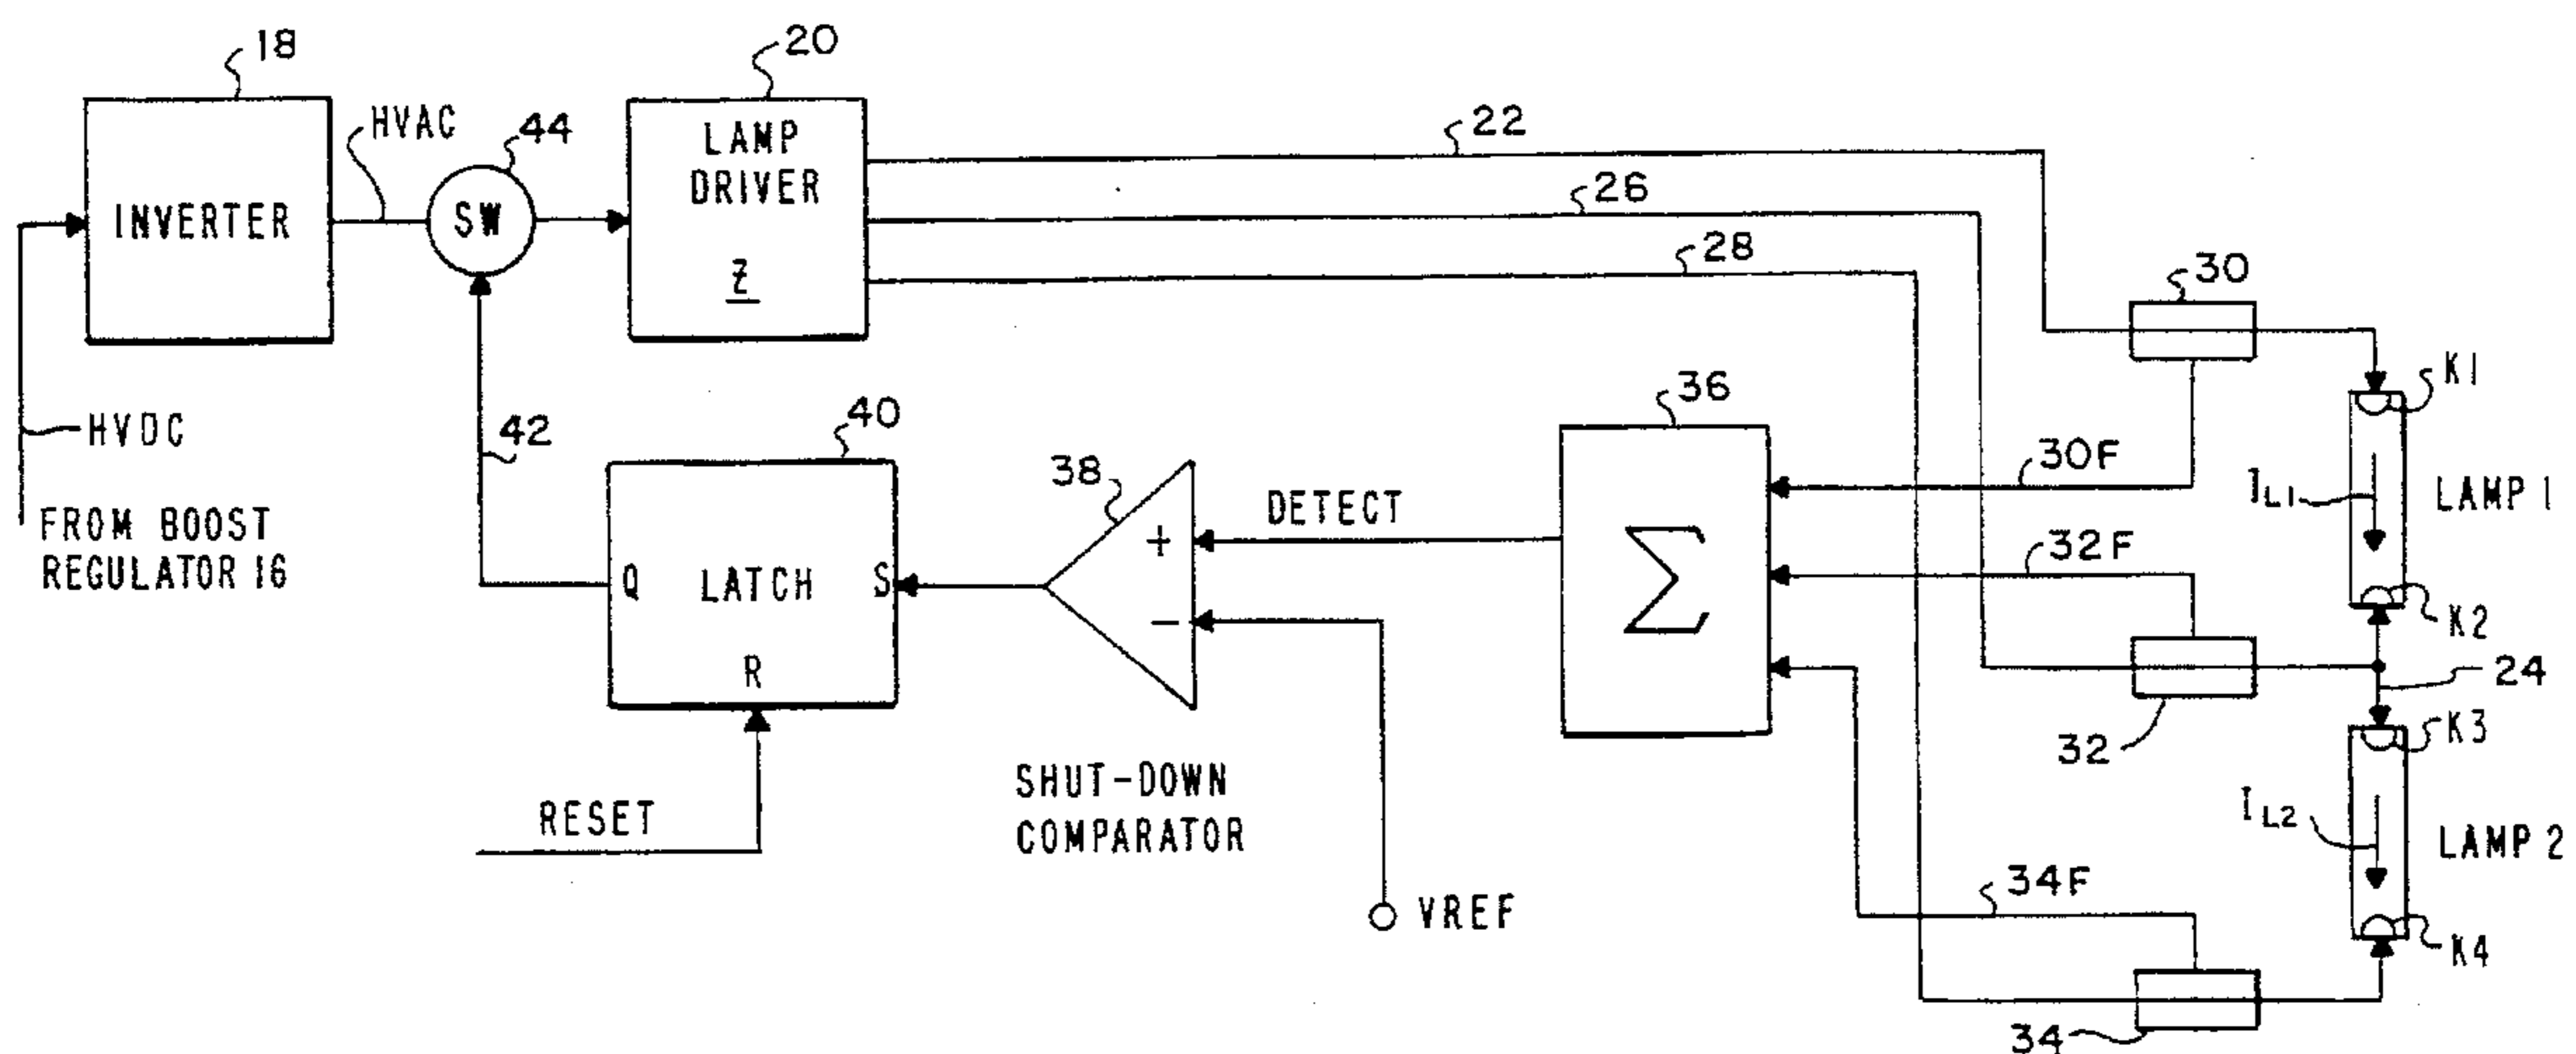 18
20
HVAC
44
22
LAMP
DRIVER
26
INVERTER
SW
28
Z
30
K1
36
HVDC
42
40
30F
38
IL1
LAMP 1
DETECT
FROM BOOST
REGULATOR 16
+
32F
Q
LATCH
S
Σ
−
K2
24
R
32
K3
SHUT-DOWN
COMPARATOR
RESET
IL2
LAMP 2
34F
VREF
K4
34